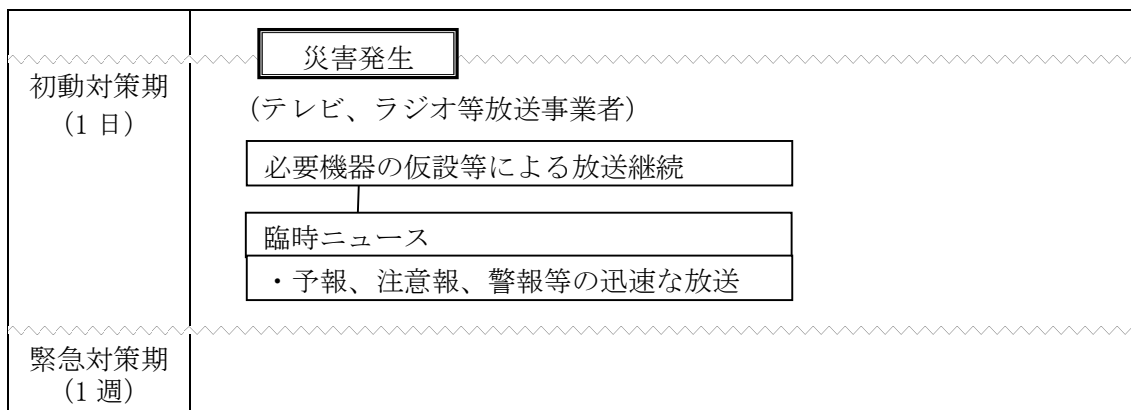 災害発生
初動対策期
(1 日)
(テレビ、ラジオ等放送事業者)
必要機器の仮設等による放送継続
臨時ニュース
・予報、注意報、警報等の迅速な放送
緊急対策期
(1 週)